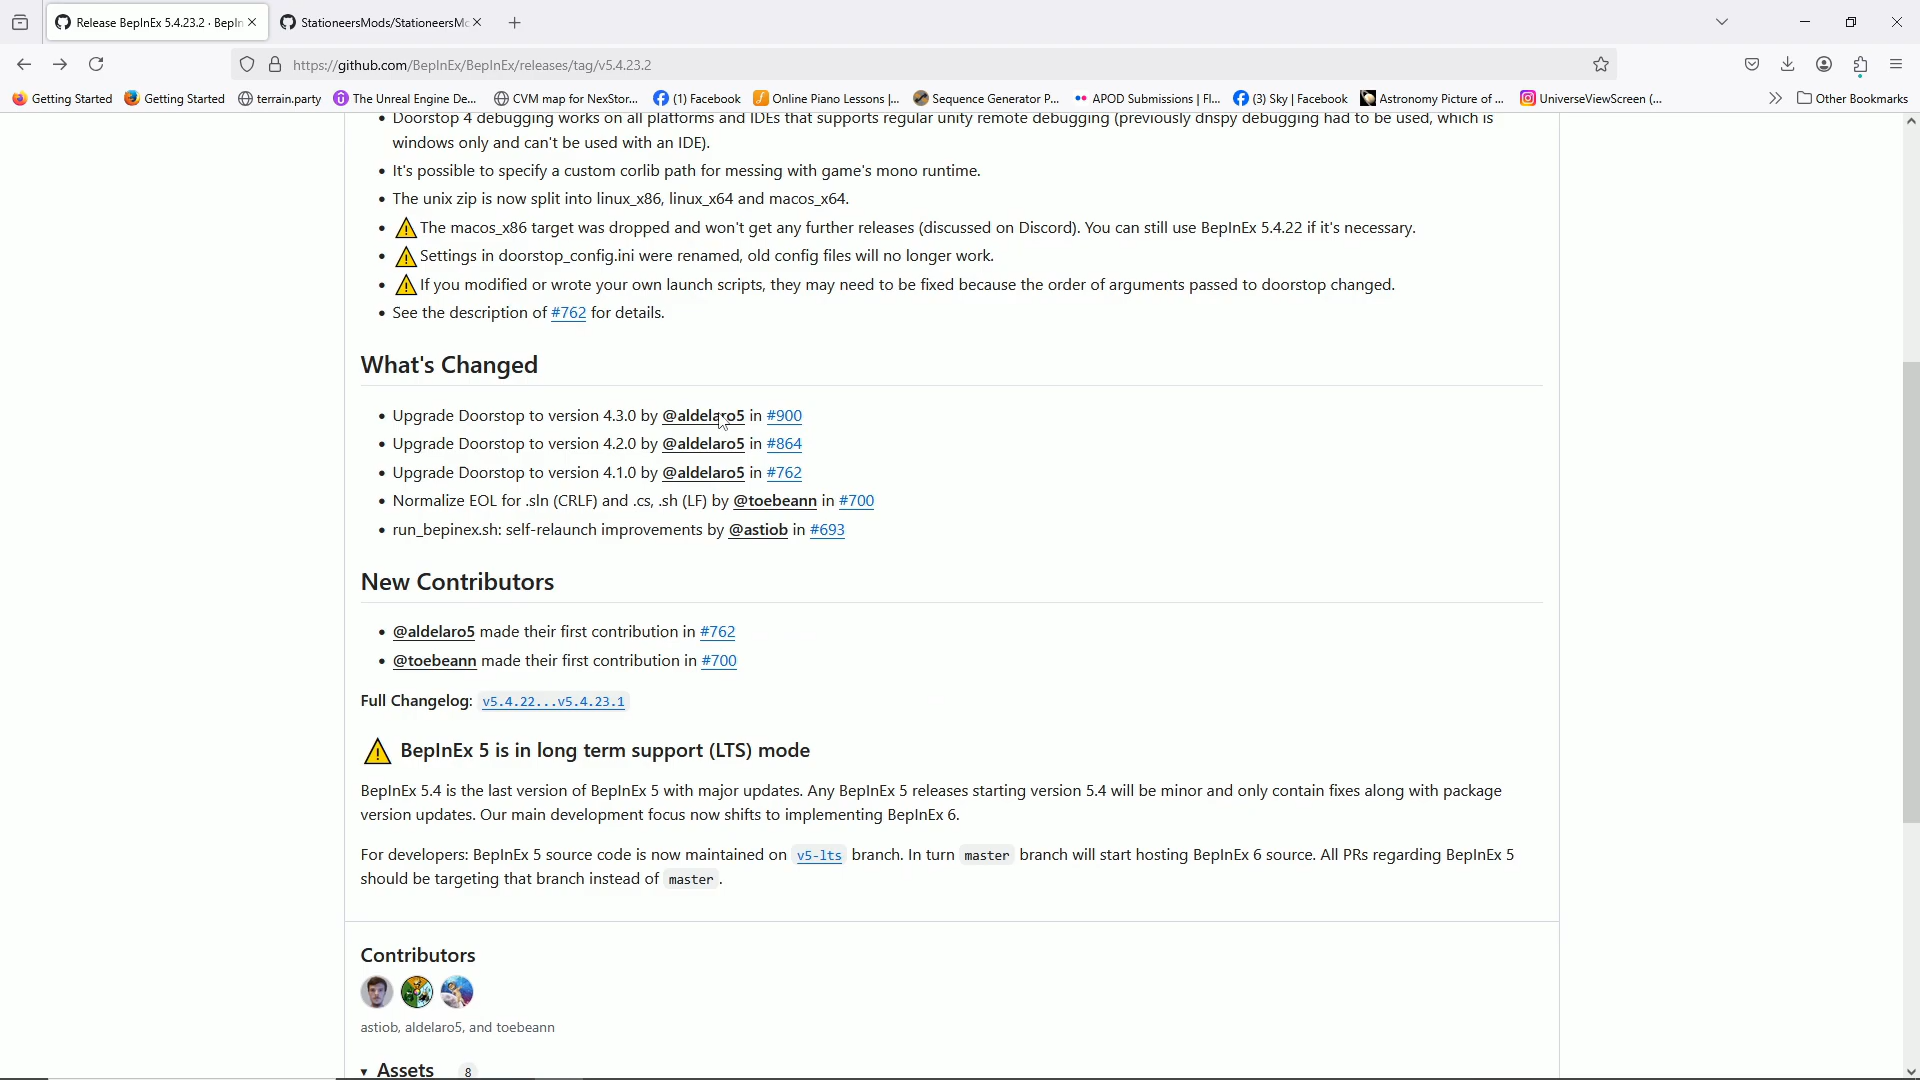 Release BepInEx 5.4.23.2 · BepIn
StationeersMods/StationeersMo
https://github.com/BepInEx/BepInEx/releases/tag/v5.4.23.2
Getting Started
Getting Started
terrain.party
The Unreal Engine De...
CVM map for NexStor...
(1) Facebook
Online Piano Lessons |...
Sequence Generator P...
APOD Submissions | Fl...
(3) Sky | Facebook
Astronomy Picture of ...
UniverseViewScreen (...
Other Bookmarks
• Doorstop 4 debugging works on all platforms and IDEs that supports regular unity remote debugging (previously dnspy debugging had to be used, which is
windows only and can't be used with an IDE).
• It's possible to specify a custom corlib path for messing with game's mono runtime.
• The unix zip is now split into linux_x86, linux_x64 and macos_x64.
• ⚠ The macos_x86 target was dropped and won't get any further releases (discussed on Discord). You can still use BepInEx 5.4.22 if it's necessary.
• ⚠ Settings in doorstop_config.ini were renamed, old config files will no longer work.
• ⚠ If you modified or wrote your own launch scripts, they may need to be fixed because the order of arguments passed to doorstop changed.
• See the description of #762 for details.
What's Changed
• Upgrade Doorstop to version 4.3.0 by @aldelaro5 in #900
• Upgrade Doorstop to version 4.2.0 by @aldelaro5 in #864
• Upgrade Doorstop to version 4.1.0 by @aldelaro5 in #762
• Normalize EOL for .sln (CRLF) and .cs, .sh (LF) by @toebeann in #700
• run_bepinex.sh: self-relaunch improvements by @astiob in #693
New Contributors
• @aldelaro5 made their first contribution in #762
• @toebeann made their first contribution in #700
Full Changelog: v5.4.22...v5.4.23.1
⚠ BepInEx 5 is in long term support (LTS) mode
BepInEx 5.4 is the last version of BepInEx 5 with major updates. Any BepInEx 5 releases starting version 5.4 will be minor and only contain fixes along with package
version updates. Our main development focus now shifts to implementing BepInEx 6.
For developers: BepInEx 5 source code is now maintained on v5-lts branch. In turn master branch will start hosting BepInEx 6 source. All PRs regarding BepInEx 5
should be targeting that branch instead of master.
Contributors
astiob, aldelaro5, and toebeann
Assets 8